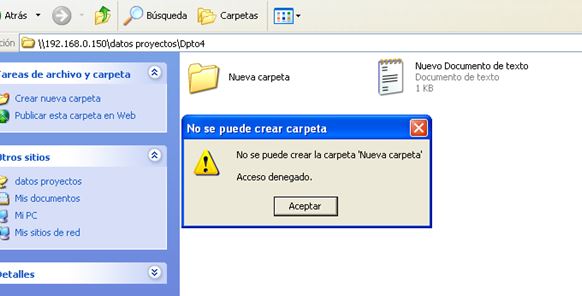 Atrás
Búsqueda
Carpetas
ción
\\192.168.0.150\datos proyectos\Dpto4
Tareas de archivo y carpeta
Crear nueva carpeta
Publicar esta carpeta en Web
Otros sitios
datos proyectos
Mis documentos
Mi PC
Mis sitios de red
Detalles
Nueva carpeta
Nuevo Documento de texto
Documento de texto
1 KB
No se puede crear carpeta
No se puede crear la carpeta 'Nueva carpeta'
Acceso denegado.
Aceptar